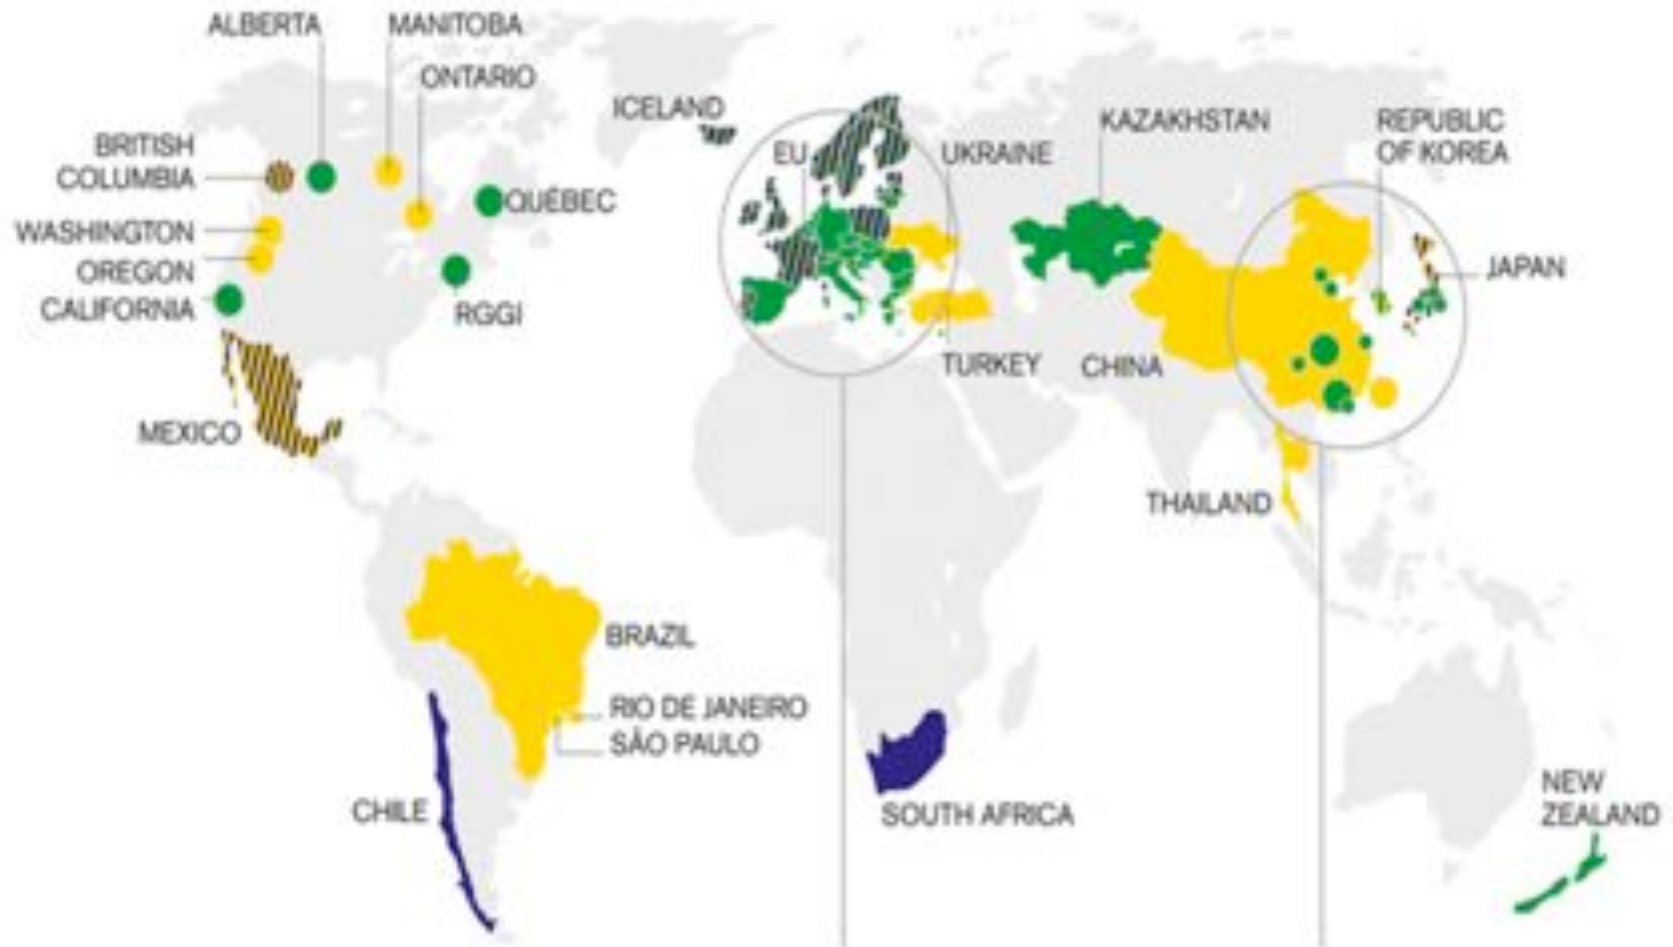 ALBERTA
MANITOBA
ONTARIO
ICELAND
BRITISH
COLUMBIA
EU
UKRAINE
KAZAKHSTAN
REPUBLIC
OF KOREA
QUÉBEC
WASHINGTON
OREGON
CALIFORNIA
RGGI
JAPAN
TURKEY
CHINA
MEXICO
THAILAND
BRAZIL
RIO DE JANEIRO
SÃO PAULO
CHILE
SOUTH AFRICA
NEW
ZEALAND